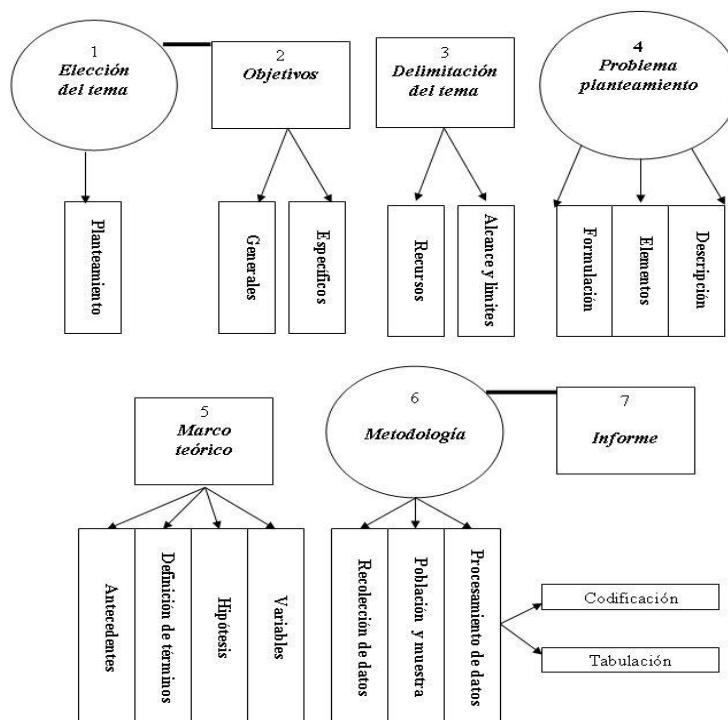 1
Elección
del tema
2
Objetivos
3
Delimitación
del tema
4
Problema
planteamiento
Planteamiento
Generales
Específicos
Recursos
Alcance y limites
Formulación
Elementos
Descripción
5
Marco
teórico
6
Metodología
7
Informe
Antecedentes
Definición de términos
Hipótesis
Variables
Recolección de datos
Población y muestra
Procesamiento de datos
Codificación
Tabulación